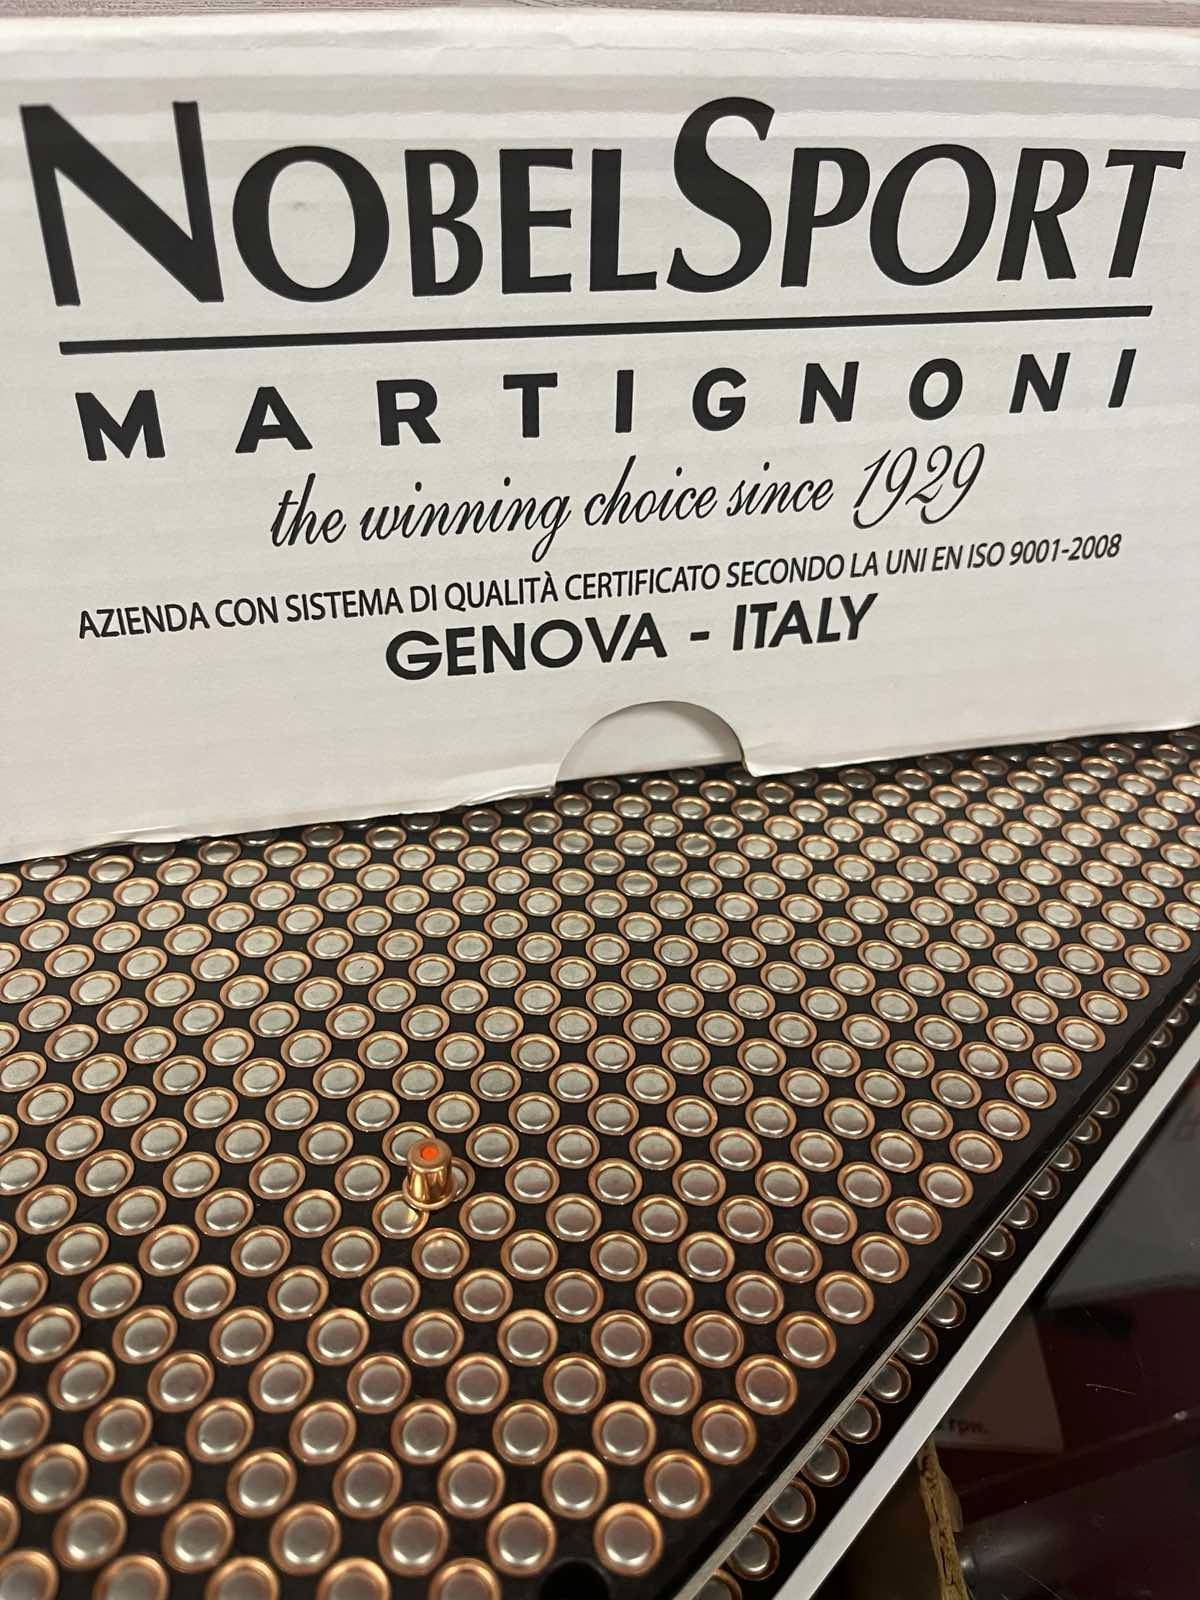 NOBELSPORT
MARTIGNONI
the winning choice since 1929
AZIENDA CON SISTEMA DI QUALITÀ CERTIFICATO SECONDO LA UNI EN ISO 9001-2008
GENOVA - ITALY